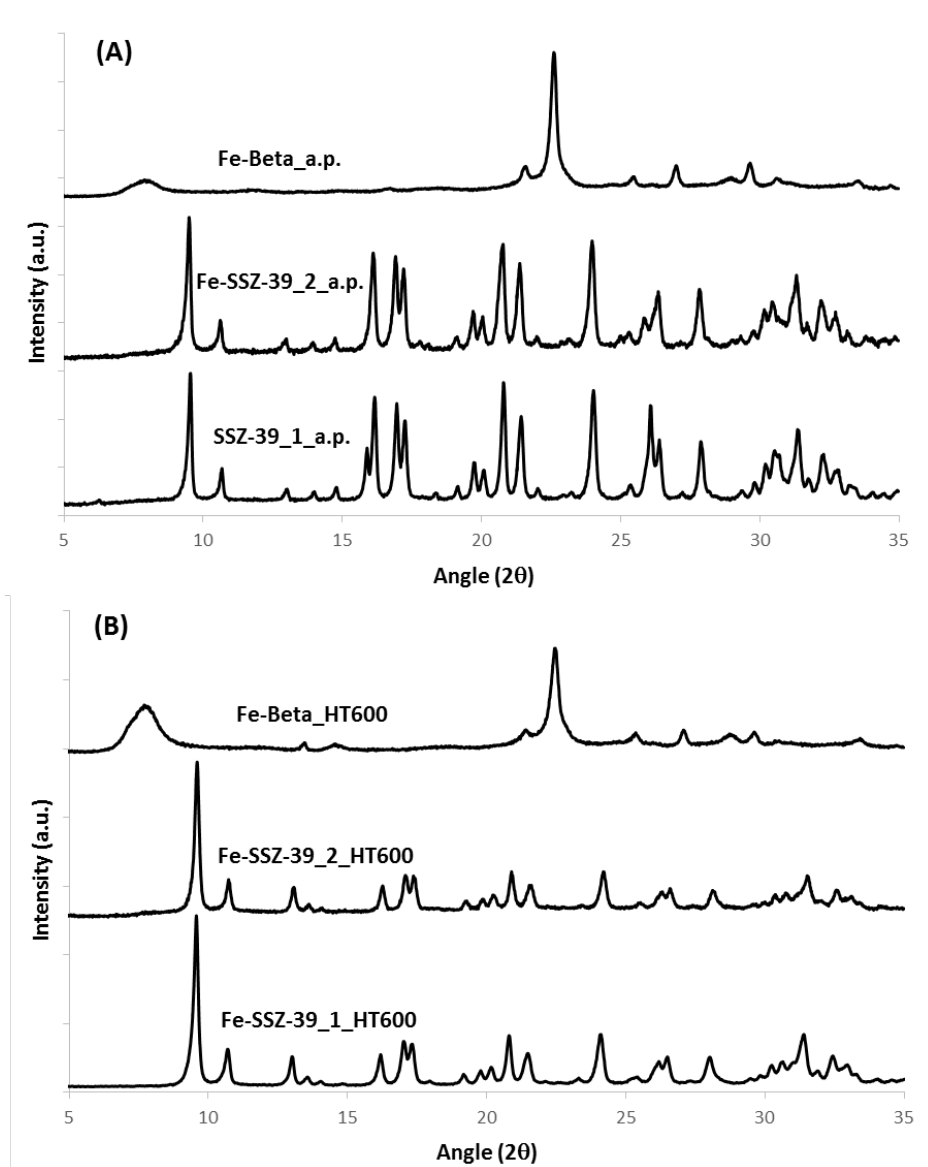 (A)
Fe-Beta_a.p.
Fe-SSZ-39_2_a.p.
SSZ-39_1_a.p.
Intensity (a.u.)
5 10 15 20 25 30 35
Angle (2θ)
(B)
Fe-Beta_HT600
Fe-SSZ-39_2_HT600
Fe-SSZ-39_1_HT600
Intensity (a.u.)
5 10 15 20 25 30 35
Angle (2θ)